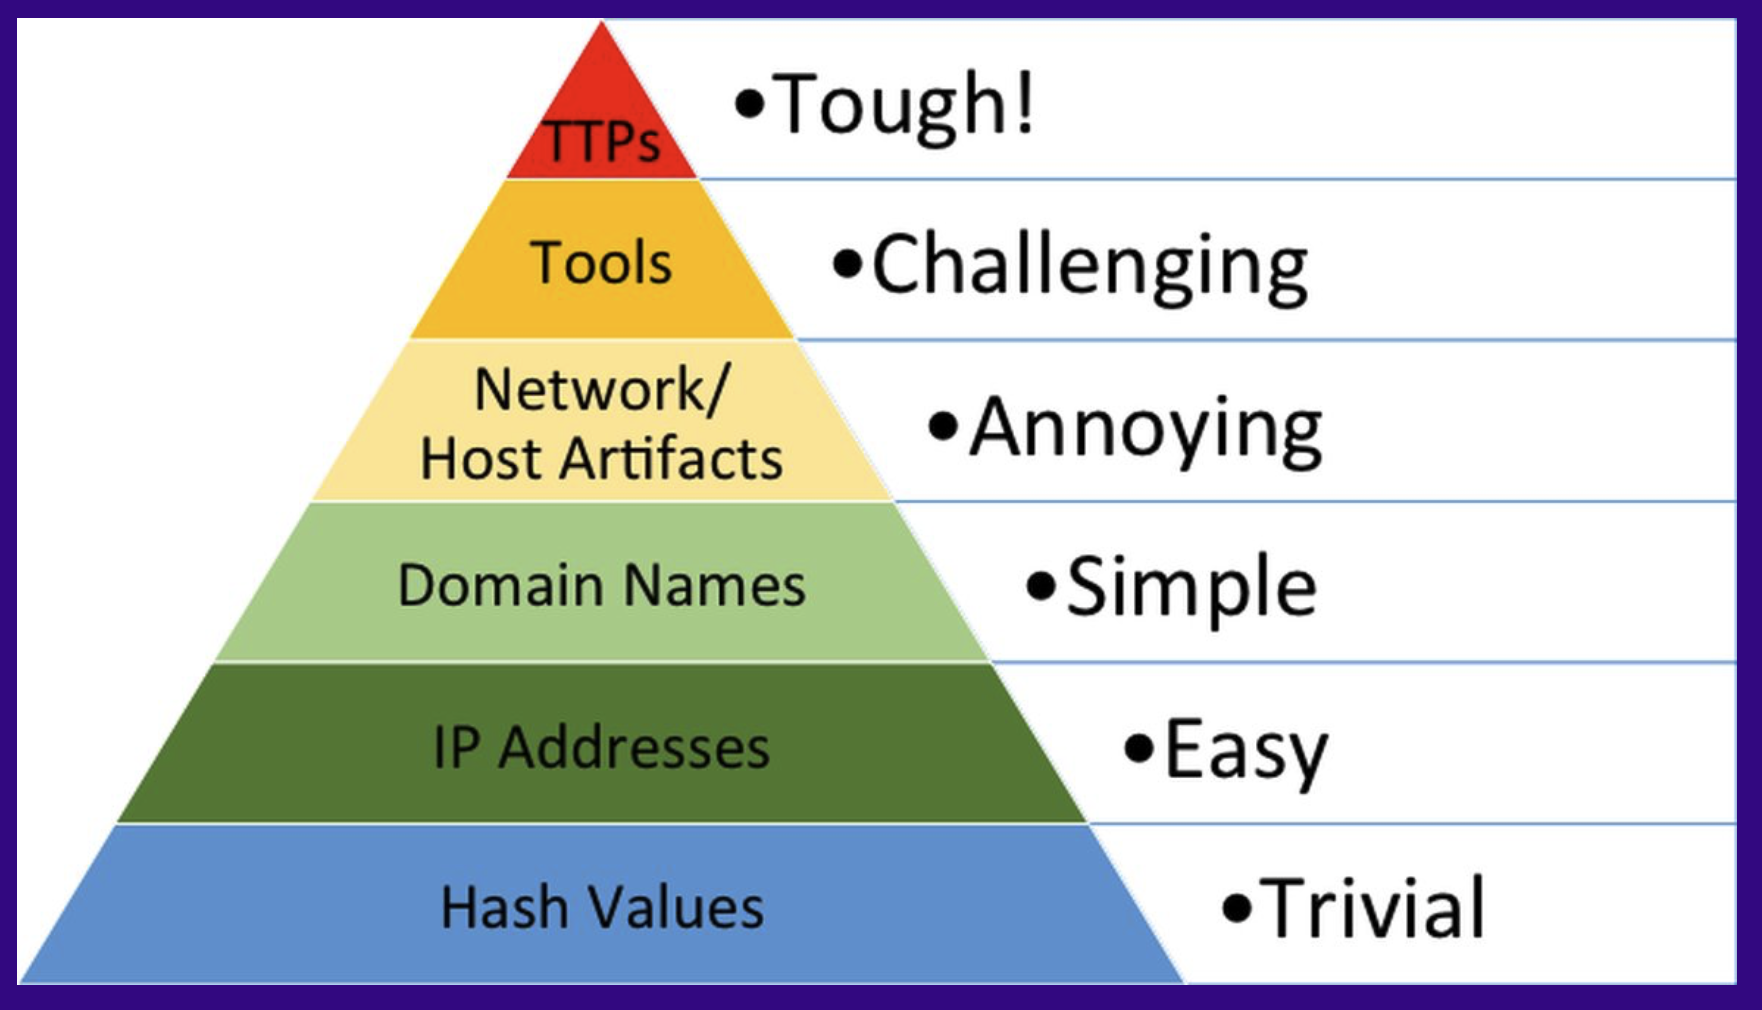 TTPs
•Tough!
Tools
•Challenging
Network/
Host Artifacts
•Annoying
Domain Names
•Simple
IP Addresses
•Easy
Hash Values
•Trivial